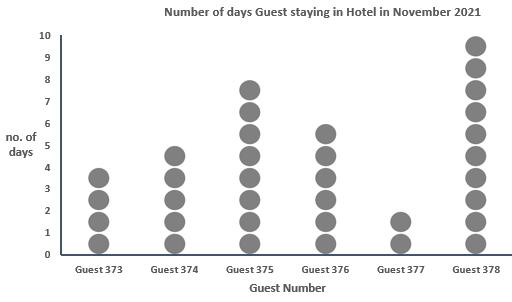 Number of days Guest staying in Hotel in November 2021
10
9
8
7
6
5
4
3
2
1
0
no. of
days
Guest 373 Guest 374 Guest 375 Guest 376 Guest 377 Guest 378
Guest Number